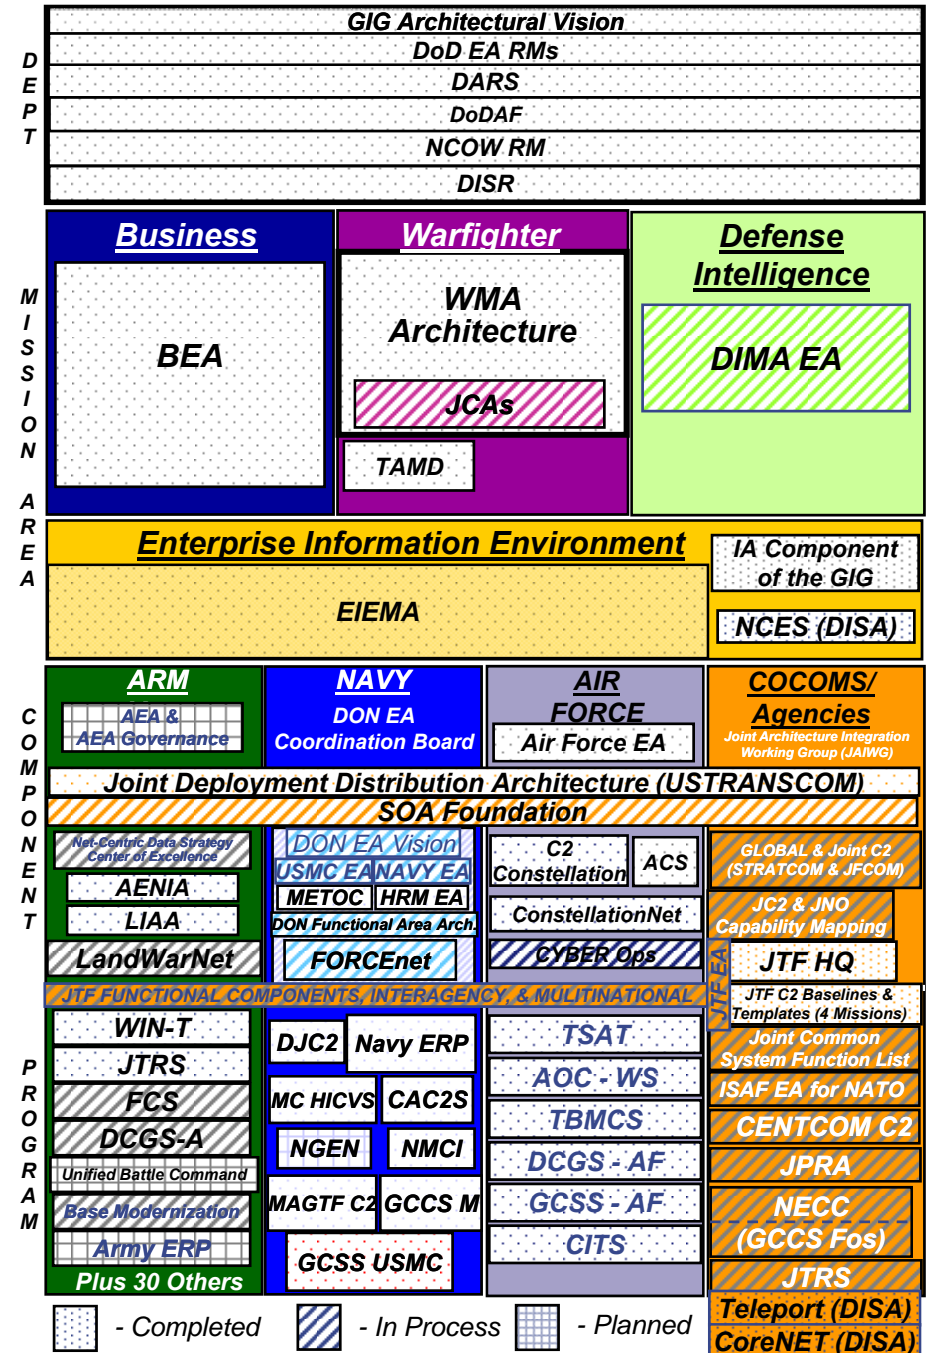 GIG Architectural Vision
DoD EA RMs
DARS
DoDAF
NCOW RM
DISR
DEPT
Business
BEA
Warfighter
WMA
Architecture
JCAs
TAMD
Defense
Intelligence
DIMA EA
MISSION AREA
Enterprise Information Environment
EIEMA
IA Component
of the GIG
NCES (DISA)
COMPONENT
ARM
AEA &
AEA Governance
NAVY
DON EA
Coordination Board
AIR
FORCE
Air Force EA
COCOMS/
Agencies
Joint Architecture Integration
Working Group (JAIWG)
Joint Deployment Distribution Architecture (USTRANSCOM)
SOA Foundation
Net-Centric Data Strategy
Center of Excellence
AENIA
LIAA
LandWarNet
DON EA Vision
USMC EA
NAVY EA
METOC
HRM EA
DON Functional Area Arch.
FORCEnet
C2
Constellation
ACS
ConstellationNet
CYBER Ops
GLOBAL & Joint C2
(STRATCOM & JFCOM)
JC2 & JNO
Capability Mapping
JTF HQ
JTF EA
JTF FUNCTIONAL COMPONENTS, INTERAGENCY, & MULITINATIONAL
JTF C2 Baselines &
Templates (4 Missions)
PROGRAM
WIN-T
JTRS
FCS
DCGS-A
Unified Battle Command
Base Modernization
Army ERP
Plus 30 Others
DJC2
Navy ERP
MC HICVS
CAC2S
NGEN
NMCI
MAGTF C2
GCCS M
GCSS USMC
TSAT
AOC - WS
TBMCS
DCGS - AF
GCSS - AF
CITS
Joint Common
System Function List
ISAF EA for NATO
CENTCOM C2
JPRA
NECC
(GCCS Fos)
JTRS
Teleport (DISA)
CoreNET (DISA)
- Completed
- In Process
- Planned